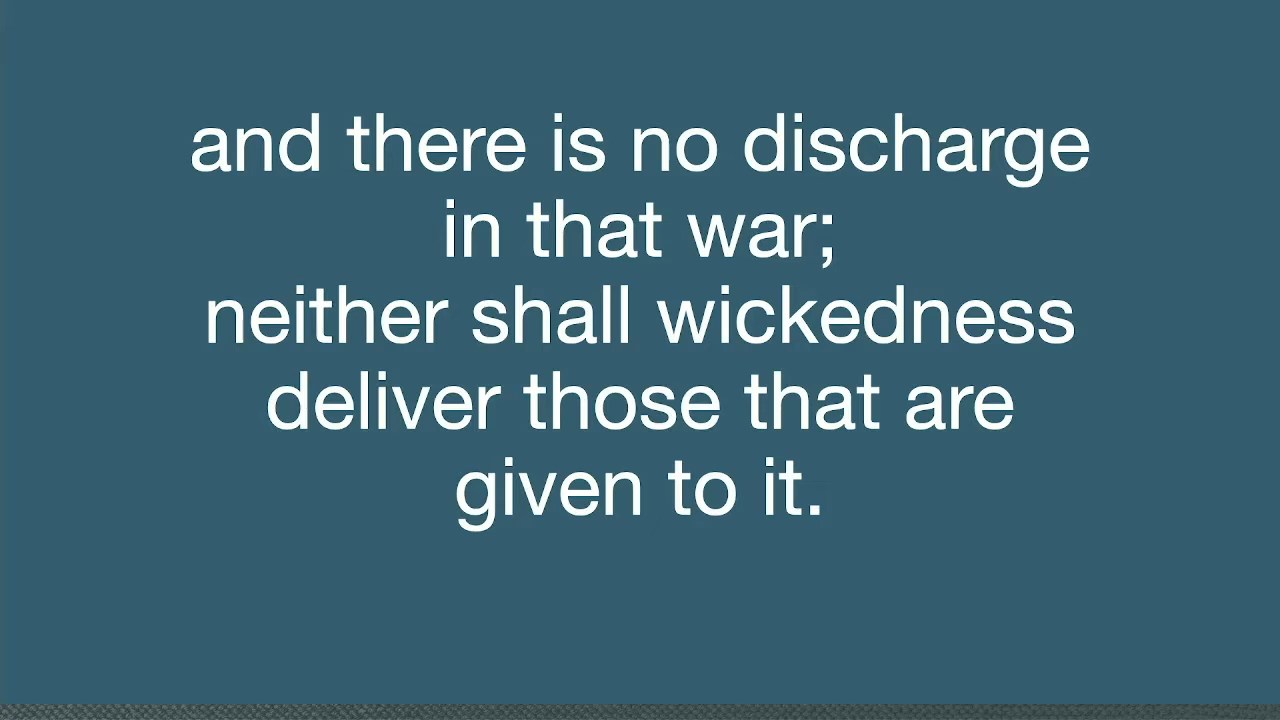 and there is no discharge
in that war;
neither shall wickedness
deliver those that are
given to it.